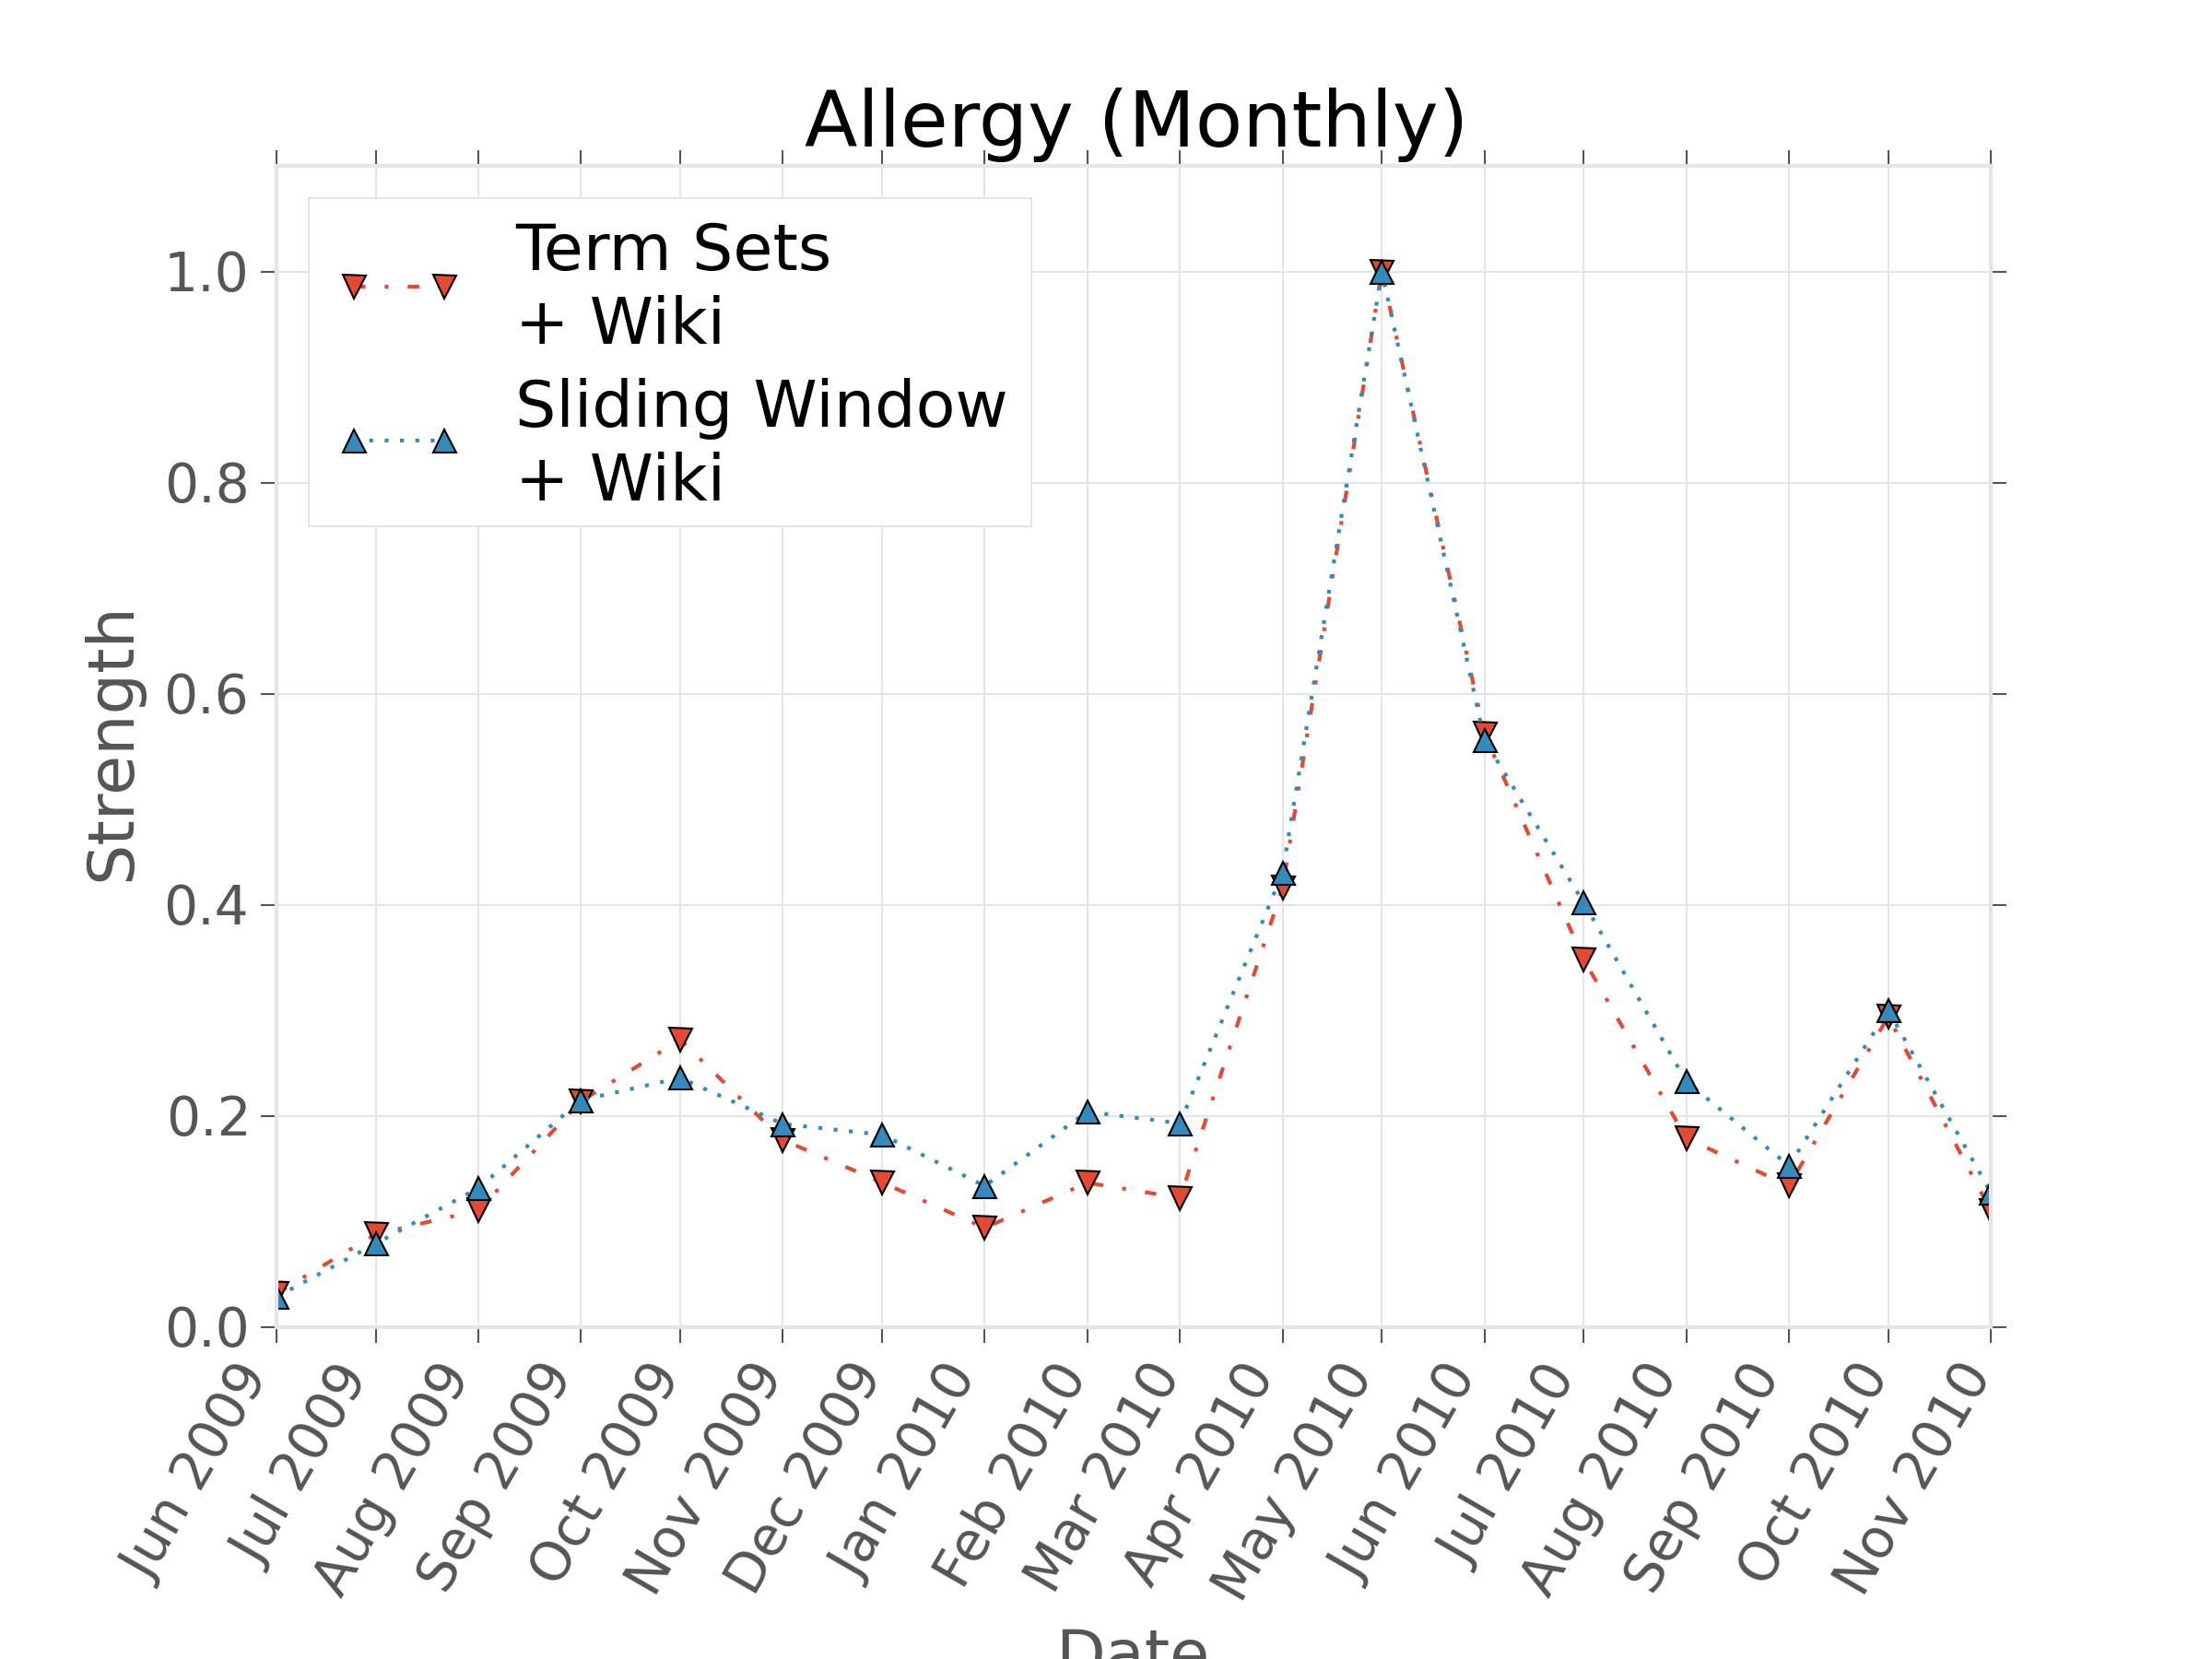 Allergy (Monthly)
Term Sets
+ Wiki
Sliding Window
+ Wiki
Strength
1.0
0.8
0.6
0.4
0.2
0.0
Jun 2009
Jul 2009
Aug 2009
Sep 2009
Oct 2009
Nov 2009
Dec 2009
Jan 2010
Feb 2010
Mar 2010
Apr 2010
May 2010
Jun 2010
Jul 2010
Aug 2010
Sep 2010
Oct 2010
Nov 2010
Date